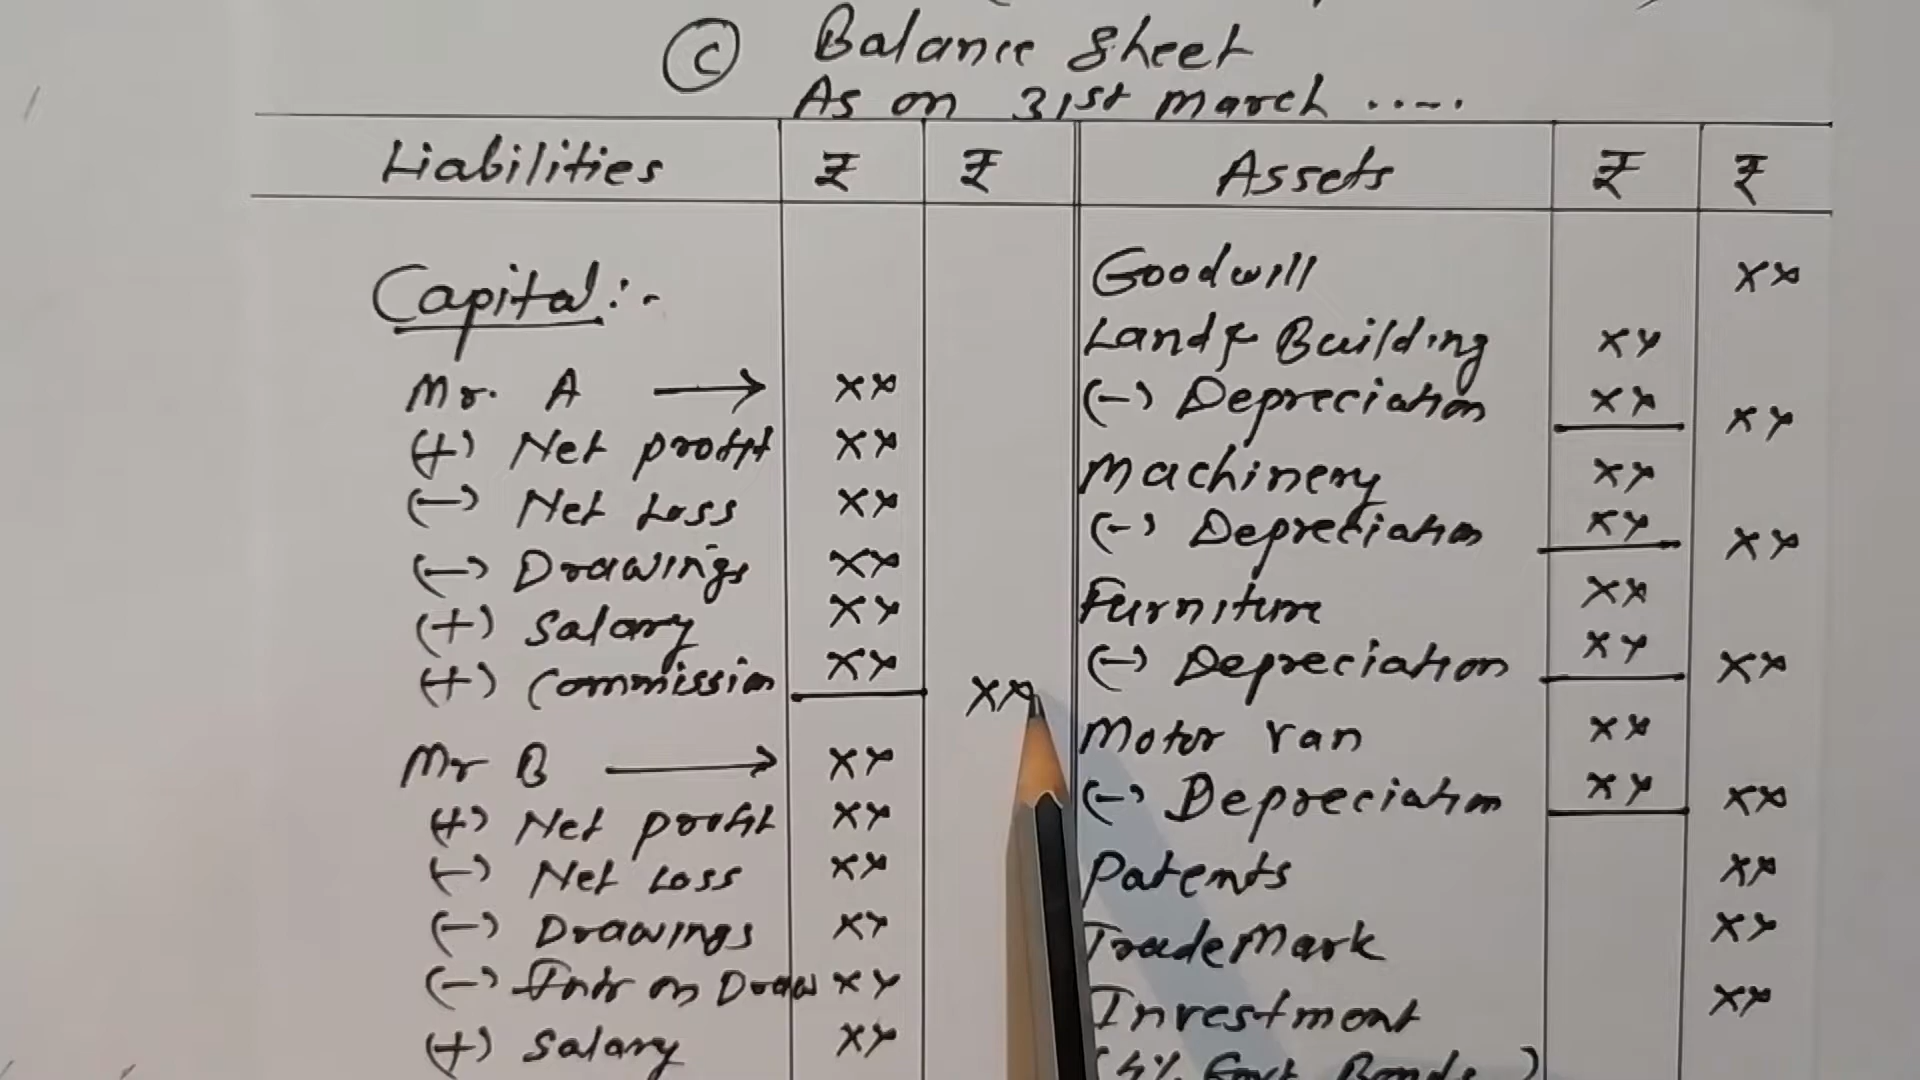 (C) Balance Sheet
As on 31st March .....
Liabilities ₹ ₹ Assets ₹ ₹
Capital:-
Mr. A → xx
(+) Net profit xx
(-) Net Loss xx
(-) Drawings xx
(+) Salary xx
(+) Commission xx xx
Mr B → xx
(+) Net profit xx
(-) Net Loss xx
(-) Drawings xx
(-) Intr on Draw xx
(+) Salary xx
Goodwill xx
Land & Building xx
(-) Depreciation xx xx
Machinery xx
(-) Depreciation xx xx
Furniture xx
(-) Depreciation xx xx
Motor van xx
(-) Depreciation xx xx
Patents xx
TradeMark xx
Investment xx
Govt Bonds)